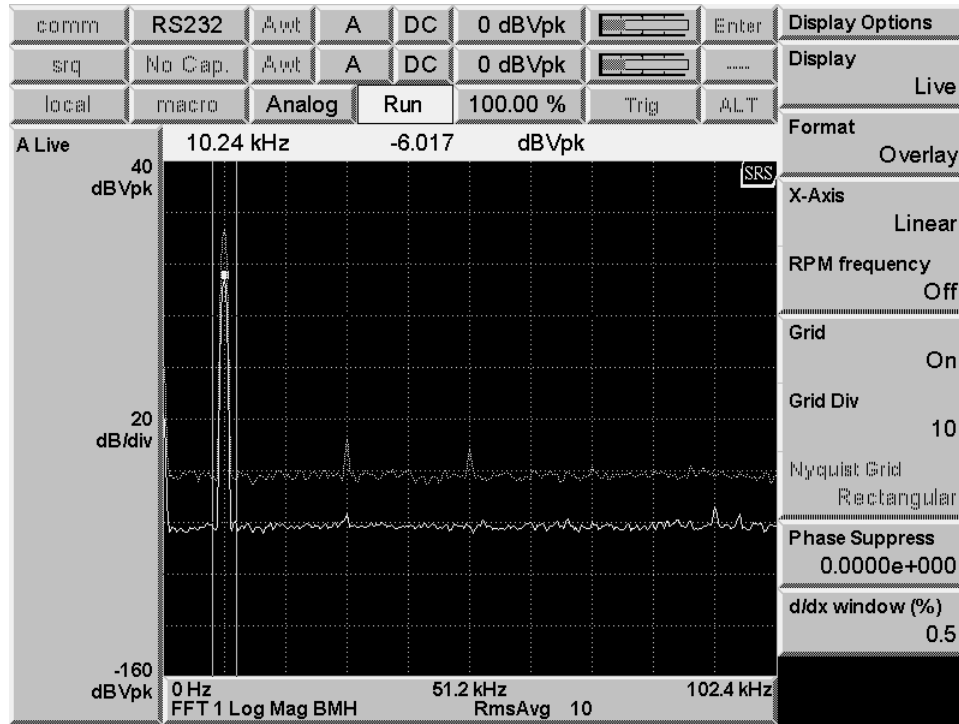 comm RS232 Awt A DC 0 dBVpk Enter
srq No Cap. Awt A DC 0 dBVpk -----
local macro Analog Run 100.00 % Trig ALT
A Live 10.24 kHz -6.017 dBVpk
SRS
40
dBVpk
20
dB/div
-160
dBVpk
0 Hz 51.2 kHz 102.4 kHz
FFT 1 Log Mag BMH RmsAvg 10
Display Options
Display
Live
Format
Overlay
X-Axis
Linear
RPM frequency
Off
Grid
On
Grid Div
10
Nyquist Grid
Rectangular
Phase Suppress
0.0000e+000
d/dx window (%)
0.5